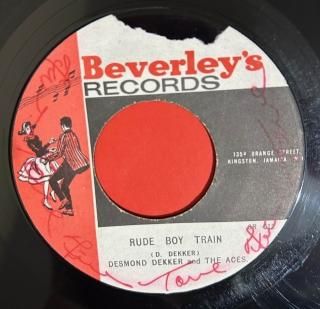 Beverley's
RECORDS
135A ORANGE STREET,
KINGSTON, JAMAICA
RUDE BOY TRAIN
(D. DEKKER)
DESMOND DEKKER and THE ACES.